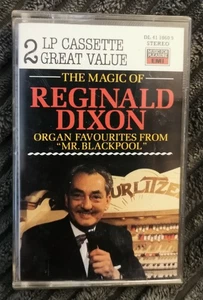 2 LP CASSETTE
GREAT VALUE
STEREO
THE MAGIC OF
REGINALD
DIXON
ORGAN FAVOURITES FROM
"MR. BLACKPOOL"
URLITZE